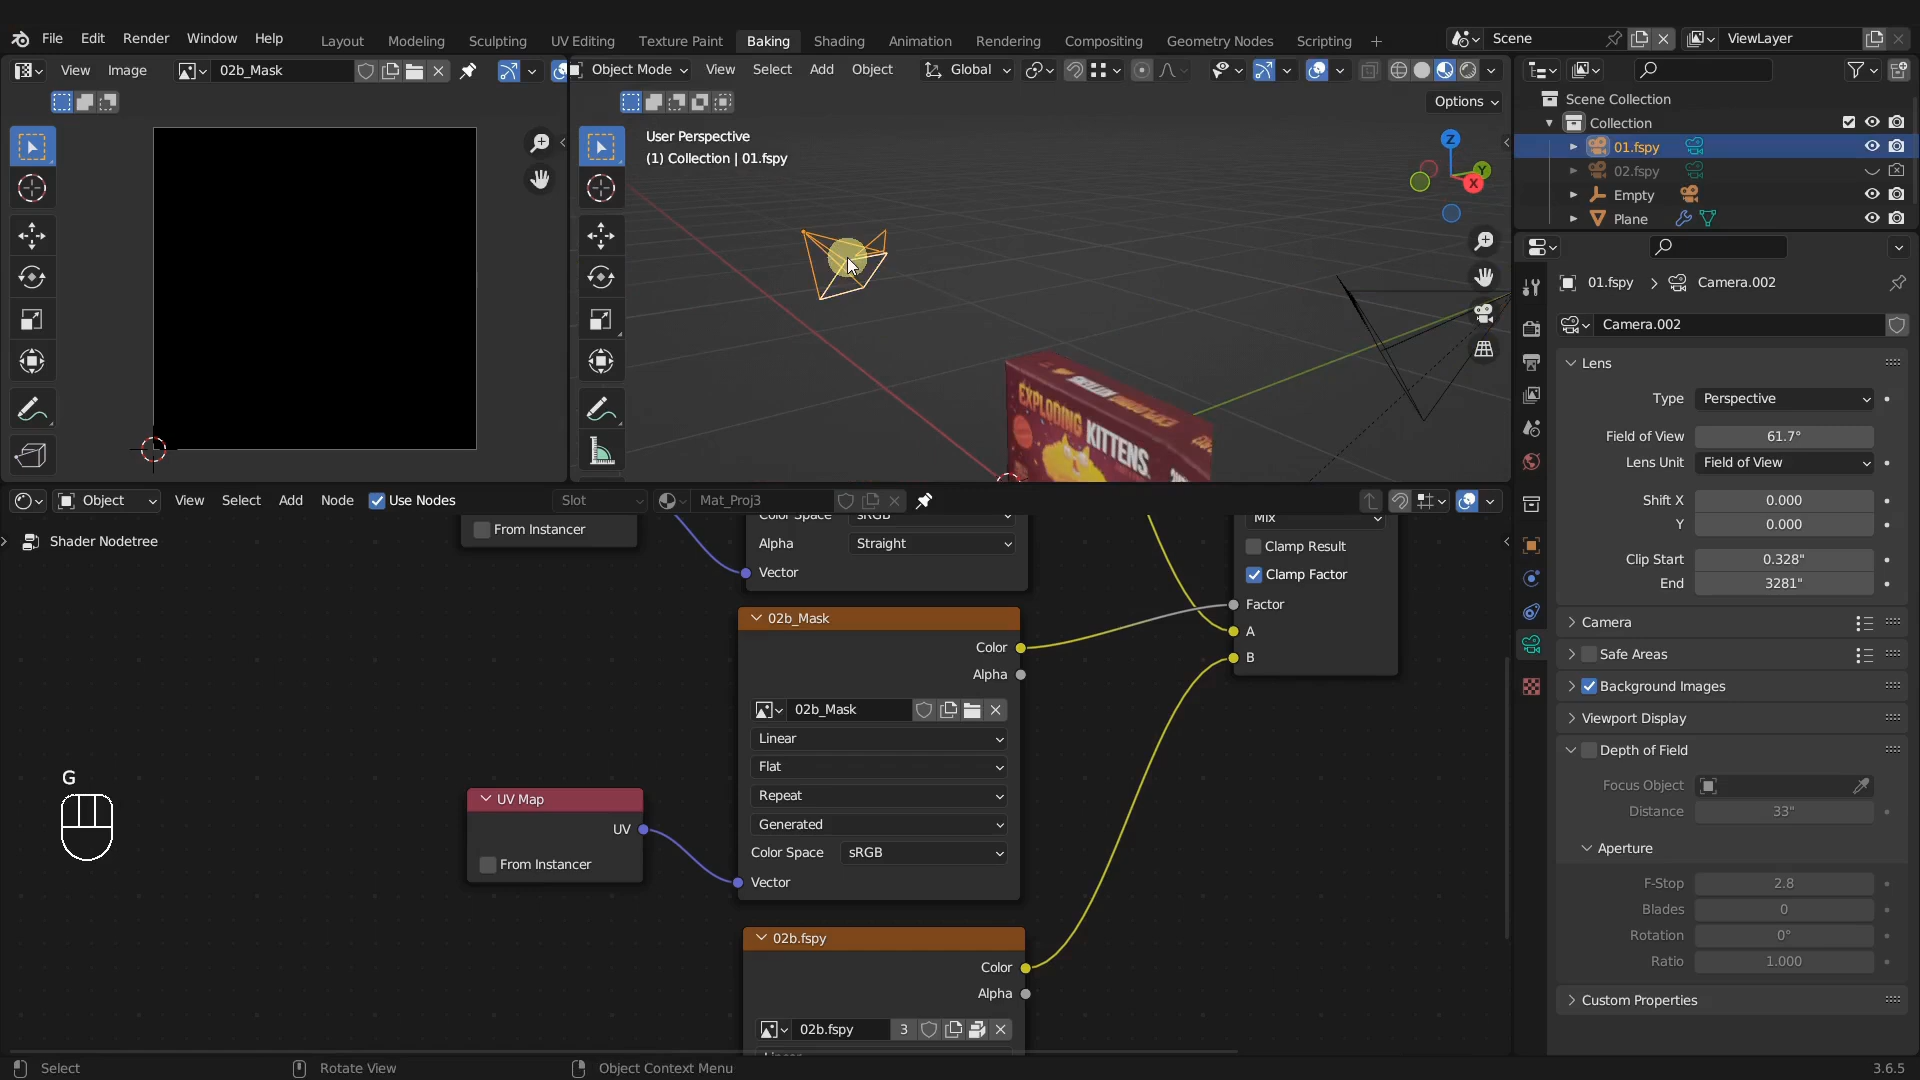 File Edit Render Window Help
Layout Modeling Sculpting UV Editing Texture Paint Baking Shading Animation Rendering Compositing Geometry Nodes Scripting +
Scene ViewLayer
View Image 02b_Mask
Object Mode View Select Add Object Global
Options
User Perspective
(1) Collection | 01.fspy
Z
Y
X
EXPLODING
KITTENS
Scene Collection
Collection
01.fspy
02.fspy
Empty
Plane
01.fspy > Camera.002
Camera.002
Lens
Type Perspective
Field of View 61.7°
Lens Unit Field of View
Shift X 0.000
Y 0.000
Clip Start 0.328"
End 3281"
Camera
Safe Areas
Background Images
Viewport Display
Depth of Field
Focus Object
Distance 33"
Aperture
F-Stop 2.8
Blades 0
Rotation 0°
Ratio 1.000
Custom Properties
Object View Select Add Node Use Nodes Slot Mat_Proj3
Shader Nodetree
From Instancer
Color Space sRGB
Alpha Straight
Vector
Mix
Clamp Result
Clamp Factor
Factor
A
B
02b_Mask
Color
Alpha
02b_Mask
Linear
Flat
Repeat
Generated
Color Space sRGB
Vector
UV Map
UV
From Instancer
02b.fspy
Color
Alpha
02b.fspy 3
Linear
G
Select Rotate View Object Context Menu 3.6.5